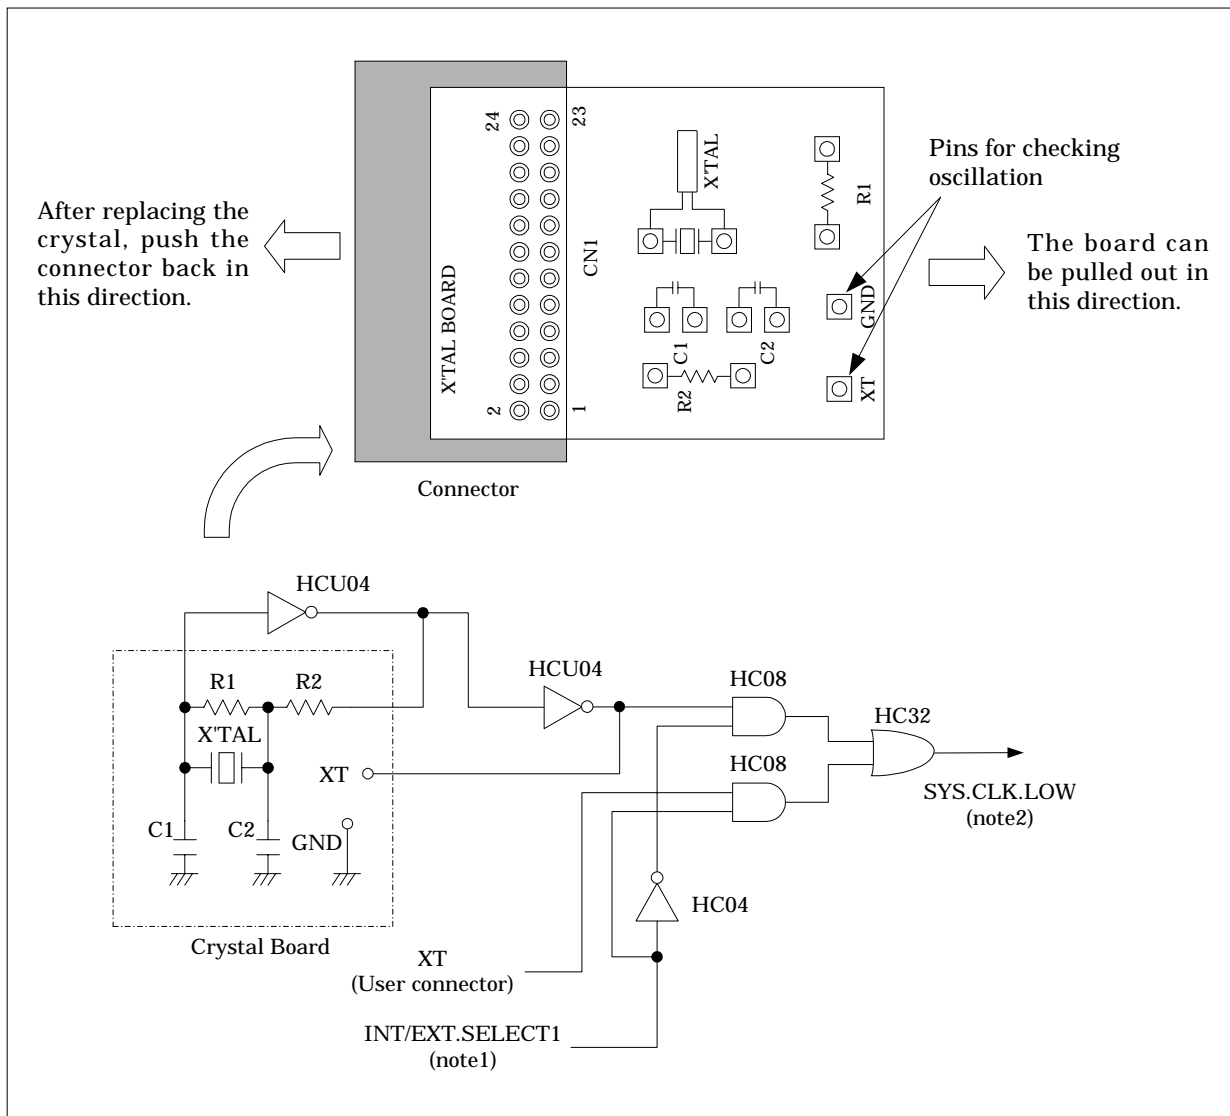 24
23
X'TAL
R1
Pins for checking
oscillation
After replacing the
crystal, push the
connector back in
this direction.
X'TAL BOARD
CN1
The board can
be pulled out in
this direction.
GND
C1
C2
R2
XT
2
1
Connector
HCU04
HCU04
R1
R2
X'TAL
XT
C1
C2
GND
Crystal Board
HC08
HC08
HC32
SYS.CLK.LOW
(note2)
HC04
XT
(User connector)
INT/EXT.SELECT1
(note1)